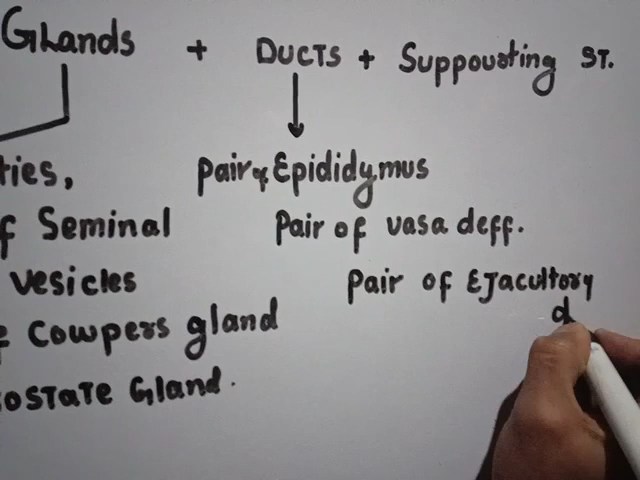 Glands + Ducts + Suppousting ST.
ties,
Pair of Epididymus
f Seminal
Pair of vasa deff.
vesicles
Pair of EJacultory
d
f Cowpers gland
ostate Gland.